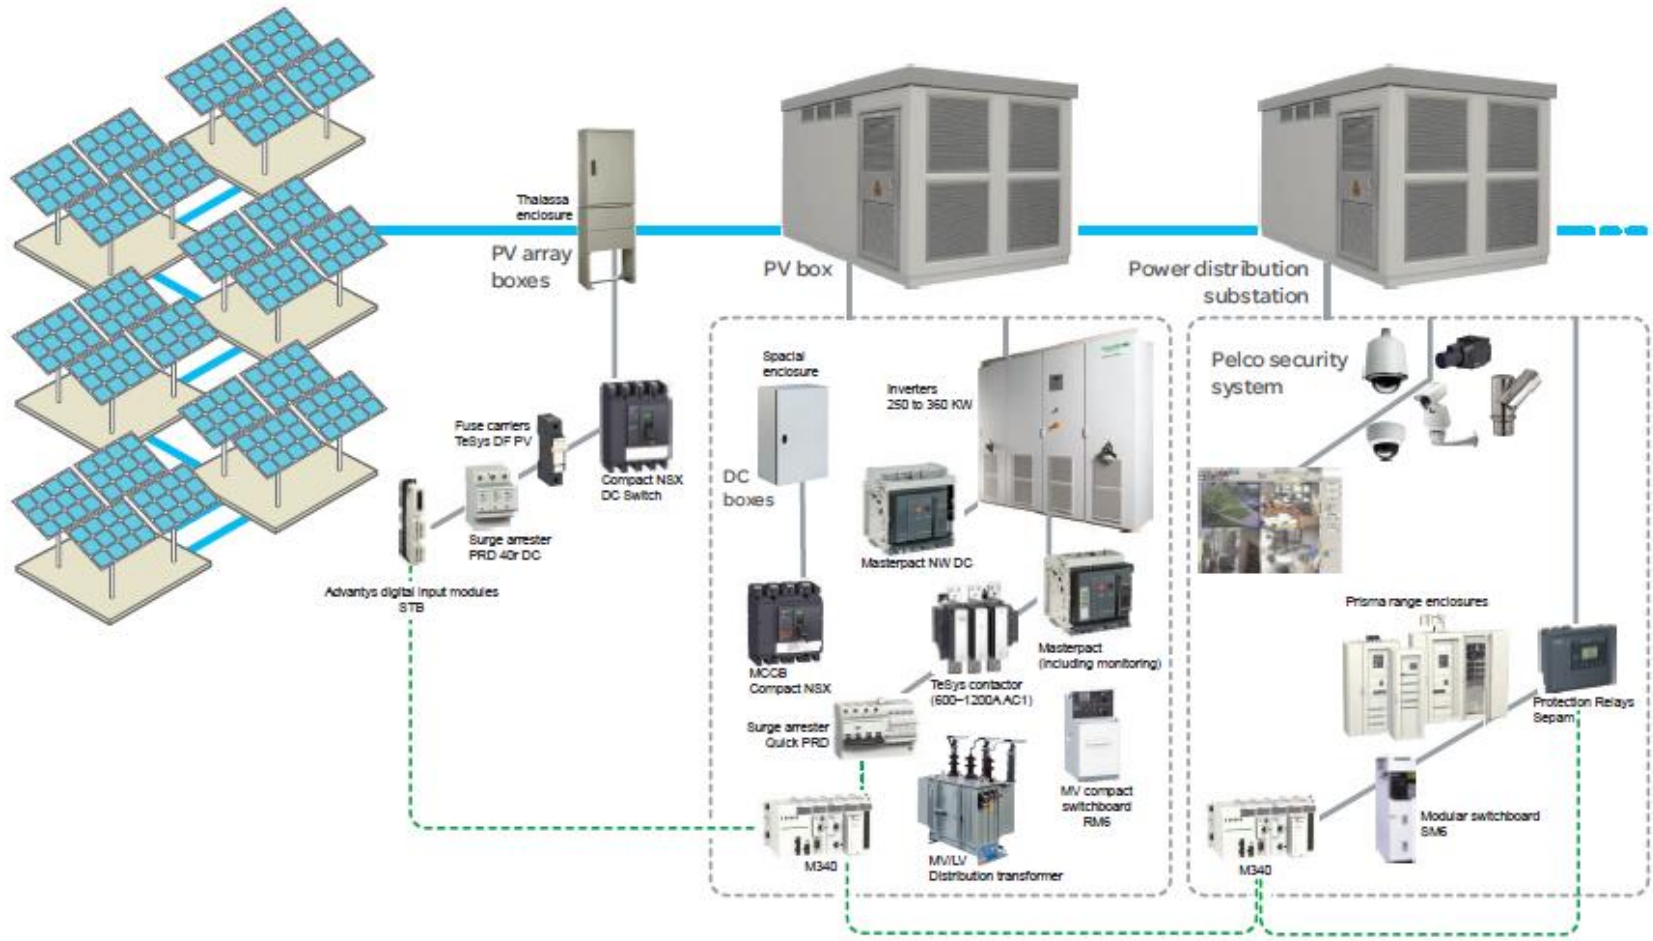 Thalassa
enclosure
PV array
boxes
PV box
Power distribution
substation
Fuse carriers
TeSys DF PV
Compact NSX
DC Switch
Surge arrester
PRD 40r DC
Advantys digital input modules
STB
Spacial
enclosure
DC
boxes
Inverters
250 to 360 KW
Masterpact NW DC
MCCB
Compact NSX
Masterpact
(including monitoring)
TeSys contactor
(600–1200A AC1)
Surge arrester
Quick PRD
M340
MV/LV
Distribution transformer
MV compact
switchboard
RM6
Pelco security
system
Prisma range enclosures
Protection Relays
Sepam
Modular switchboard
SM6
M340